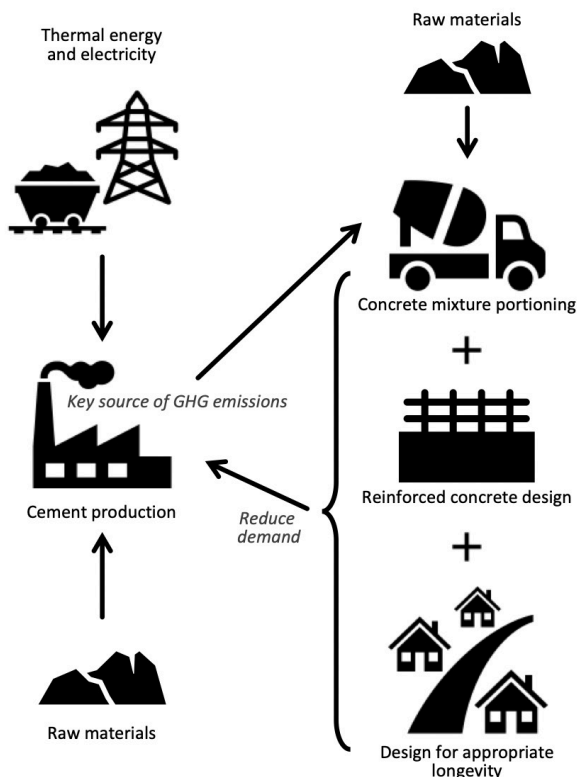 Thermal energy
and electricity
Raw materials
Concrete mixture portioning
+
Key source of GHG emissions
Cement production
Reinforced concrete design
Reduce
demand
+
Raw materials
Design for appropriate
longevity